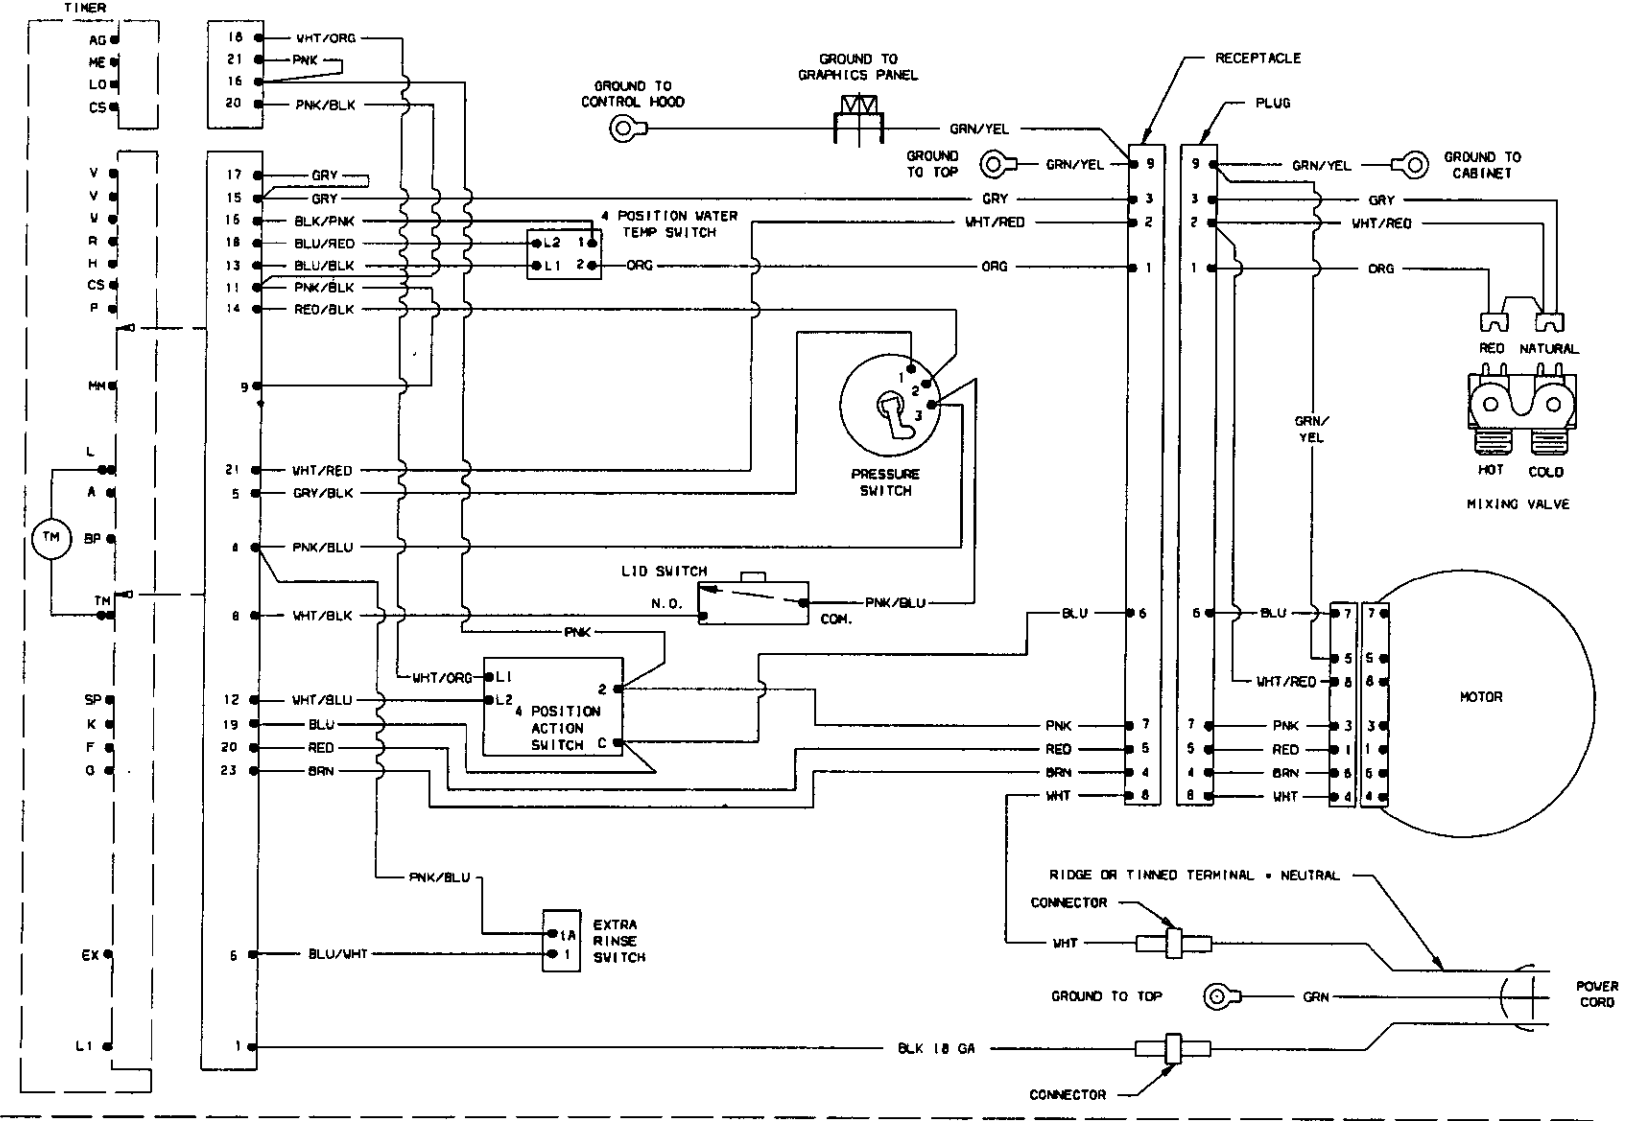 TIMER
AG
ME
LO
CS
V
V
W
R
H
CS
P
MM
L
A
TM
BP
TM
SP
K
F
G
EX
L1
18 WHT/ORG
21 PNK
16
20 PNK/BLK
17 GRY
15 GRY
16 BLK/PNK
18 BLU/RED
13 BLU/BLK
11 PNK/BLK
14 RED/BLK
9
21 WHT/RED
5 GRY/BLK
PNK/BLU
8 WHT/BLK
12 WHT/BLU
19 BLU
20 RED
23 BRN
6 BLU/WHT
1
4 POSITION WATER
TEMP SWITCH
L2 1
L1 2
ORG
GROUND TO
CONTROL HOOD
GROUND TO
GRAPHICS PANEL
GRN/YEL
GROUND
TO TOP
GRN/YEL
GRY
WHT/RED
ORG
1
2
3
PRESSURE
SWITCH
LID SWITCH
N.O.
COM.
PNK/BLU
PNK
WHT/ORG
L1
L2
2
4 POSITION
ACTION
SWITCH C
BLU
PNK
RED
BRN
WHT
PNK/BLU
1A
1
EXTRA
RINSE
SWITCH
RECEPTACLE
PLUG
9
3
2
1
6
7
5
4
8
9
3
2
1
6
7
5
4
8
GRN/YEL
GROUND TO
CABINET
GRY
WHT/RED
ORG
RED NATURAL
HOT COLD
MIXING VALVE
GRN/
YEL
BLU
WHT/RED
PNK
RED
BRN
WHT
7 7
5 5
8 8
3 3
1 1
6 6
4 4
MOTOR
RIDGE OR TINNED TERMINAL = NEUTRAL
CONNECTOR
WHT
GROUND TO TOP
GRN
POWER
CORD
BLK 18 GA
CONNECTOR